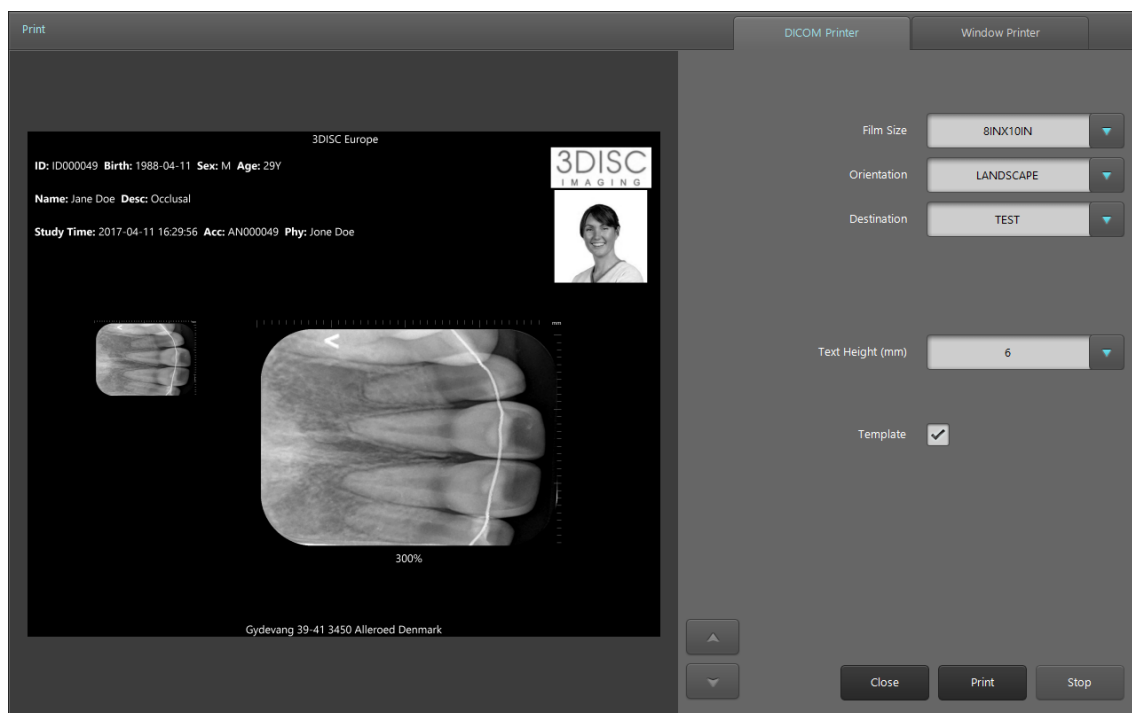 Print
DICOM Printer
Window Printer
3DISC Europe
ID: ID000049 Birth: 1988-04-11 Sex: M Age: 29Y
3DISC
IMAGING
Name: Jane Doe Desc: Occlusal
Study Time: 2017-04-11 16:29:56 Acc: AN000049 Phy: Jone Doe
mm
300%
Gydevang 39-41 3450 Alleroed Denmark
Film Size 8INX10IN
Orientation LANDSCAPE
Destination TEST
Text Height (mm) 6
Template
Close Print Stop